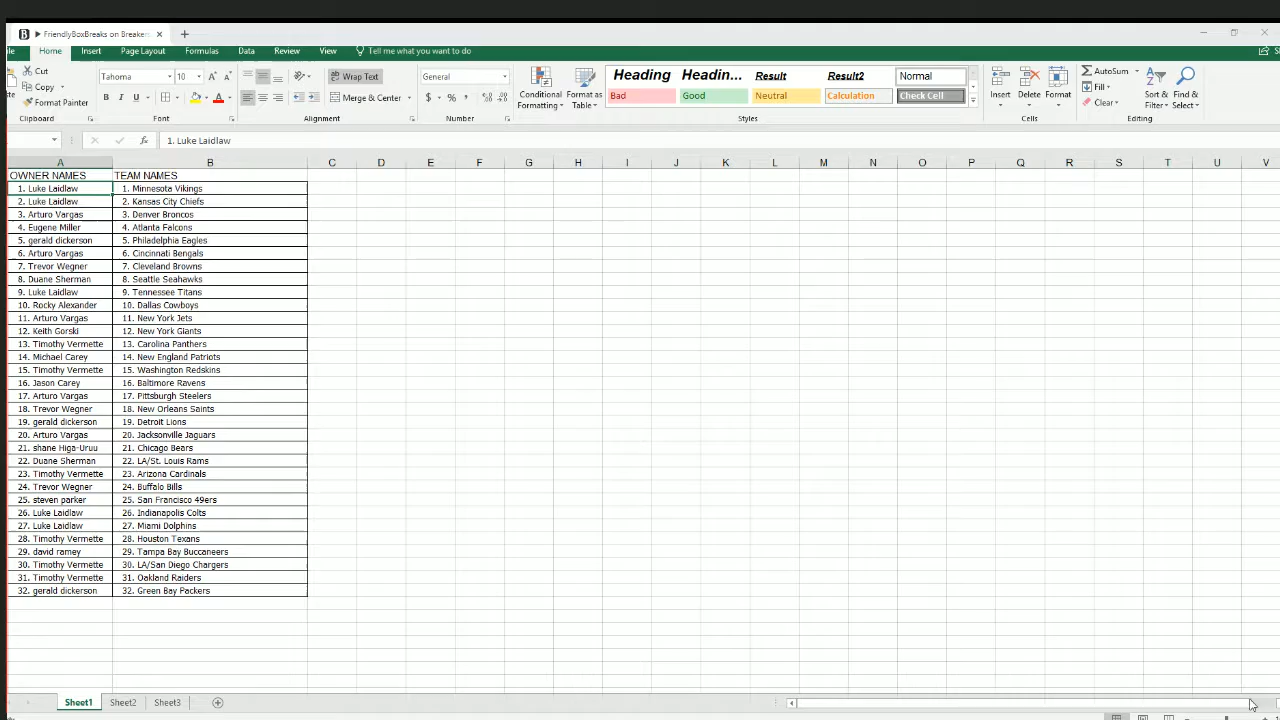 FriendlyBoxBreaks on Breakers
Home Insert Page Layout Formulas Data Review View Tell me what you want to do
Cut
Copy
Format Painter
Clipboard
Tahoma 10
B I U
Font
Wrap Text
Merge & Center
Alignment
General
$ % ,
Number
Conditional Formatting
Format as Table
Heading Headin... Result Result2 Normal
Bad Good Neutral Calculation Check Cell
Styles
Insert Delete Format
Cells
AutoSum
Fill
Clear
Sort & Filter
Find & Select
Editing
fx 1. Luke Laidlaw
A B C D E F G H I J K L M N O P Q R S T U V
OWNER NAMES TEAM NAMES
1. Luke Laidlaw 1. Minnesota Vikings
2. Luke Laidlaw 2. Kansas City Chiefs
3. Arturo Vargas 3. Denver Broncos
4. Eugene Miller 4. Atlanta Falcons
5. gerald dickerson 5. Philadelphia Eagles
6. Arturo Vargas 6. Cincinnati Bengals
7. Trevor Wegner 7. Cleveland Browns
8. Duane Sherman 8. Seattle Seahawks
9. Luke Laidlaw 9. Tennessee Titans
10. Rocky Alexander 10. Dallas Cowboys
11. Arturo Vargas 11. New York Jets
12. Keith Gorski 12. New York Giants
13. Timothy Vermette 13. Carolina Panthers
14. Michael Carey 14. New England Patriots
15. Timothy Vermette 15. Washington Redskins
16. Jason Carey 16. Baltimore Ravens
17. Arturo Vargas 17. Pittsburgh Steelers
18. Trevor Wegner 18. New Orleans Saints
19. gerald dickerson 19. Detroit Lions
20. Arturo Vargas 20. Jacksonville Jaguars
21. shane Higa-Uruu 21. Chicago Bears
22. Duane Sherman 22. LA/St. Louis Rams
23. Timothy Vermette 23. Arizona Cardinals
24. Trevor Wegner 24. Buffalo Bills
25. steven parker 25. San Francisco 49ers
26. Luke Laidlaw 26. Indianapolis Colts
27. Luke Laidlaw 27. Miami Dolphins
28. Timothy Vermette 28. Houston Texans
29. david ramey 29. Tampa Bay Buccaneers
30. Timothy Vermette 30. LA/San Diego Chargers
31. Timothy Vermette 31. Oakland Raiders
32. gerald dickerson 32. Green Bay Packers
Sheet1 Sheet2 Sheet3